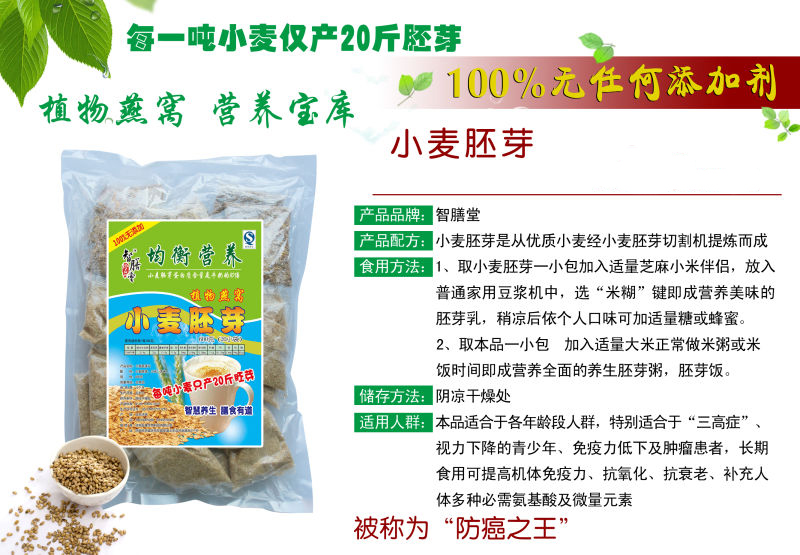 每一吨小麦仅产20斤胚芽
100%无任何添加剂
植物燕窝 营养宝库
小麦胚芽
产品品牌：智膳堂
产品配方：小麦胚芽是从优质小麦经小麦胚芽切割机提炼而成
食用方法：1、取小麦胚芽一小包加入适量芝麻小米伴侣，放入
普通家用豆浆机中，选“米糊”键即成营养美味的
胚芽乳，稍凉后依个人口味可加适量糖或蜂蜜。
2、取本品一小包 加入适量大米正常做米粥或米
饭时间即成营养全面的养生胚芽粥，胚芽饭。
储存方法：阴凉干燥处
适用人群：本品适合于各年龄段人群，特别适合于“三高症”、
视力下降的青少年、免疫力低下及肿瘤患者，长期
食用可提高机体免疫力、抗氧化、抗衰老、补充人
体多种必需氨基酸及微量元素
被称为“防癌之王”
100%无添加
智膳堂
均衡营养
植物燕窝
小麦胚芽
每吨小麦只产20斤胚芽
智慧养生 膳食有道